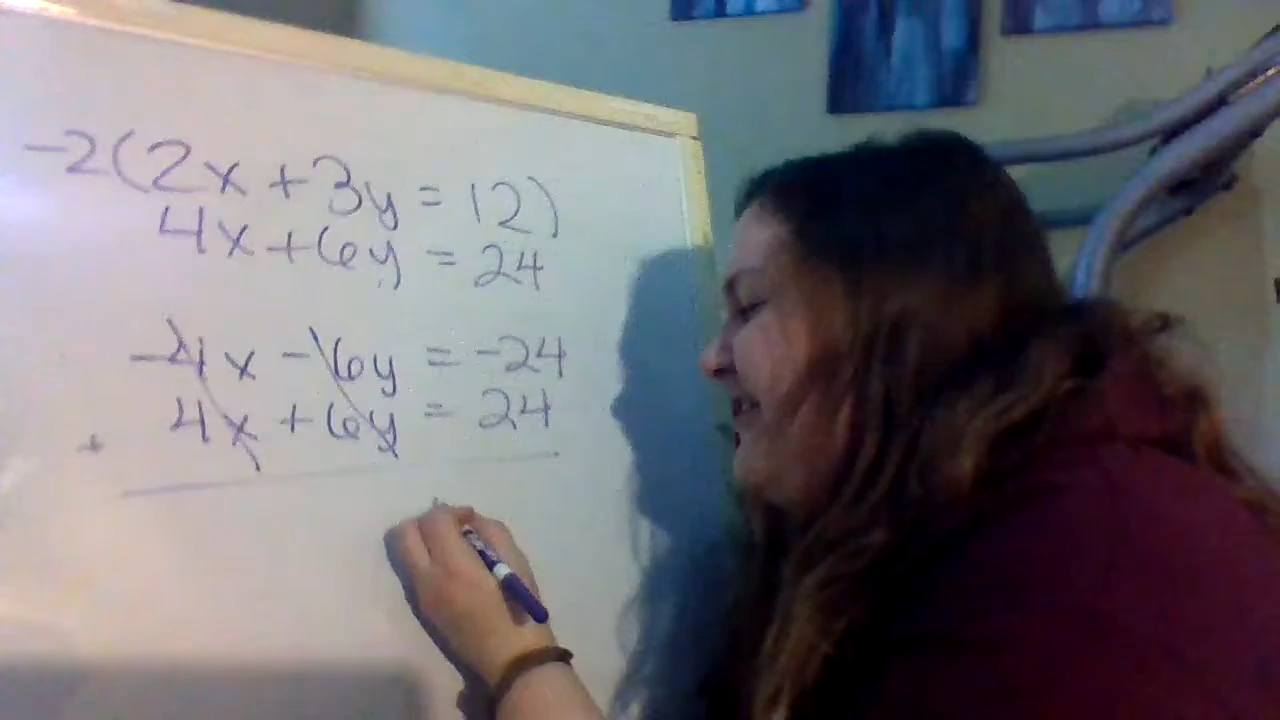 -2(2x + 3y = 12)
4x + 6y = 24
-4x - 6y = -24
+ 4x + 6y = 24